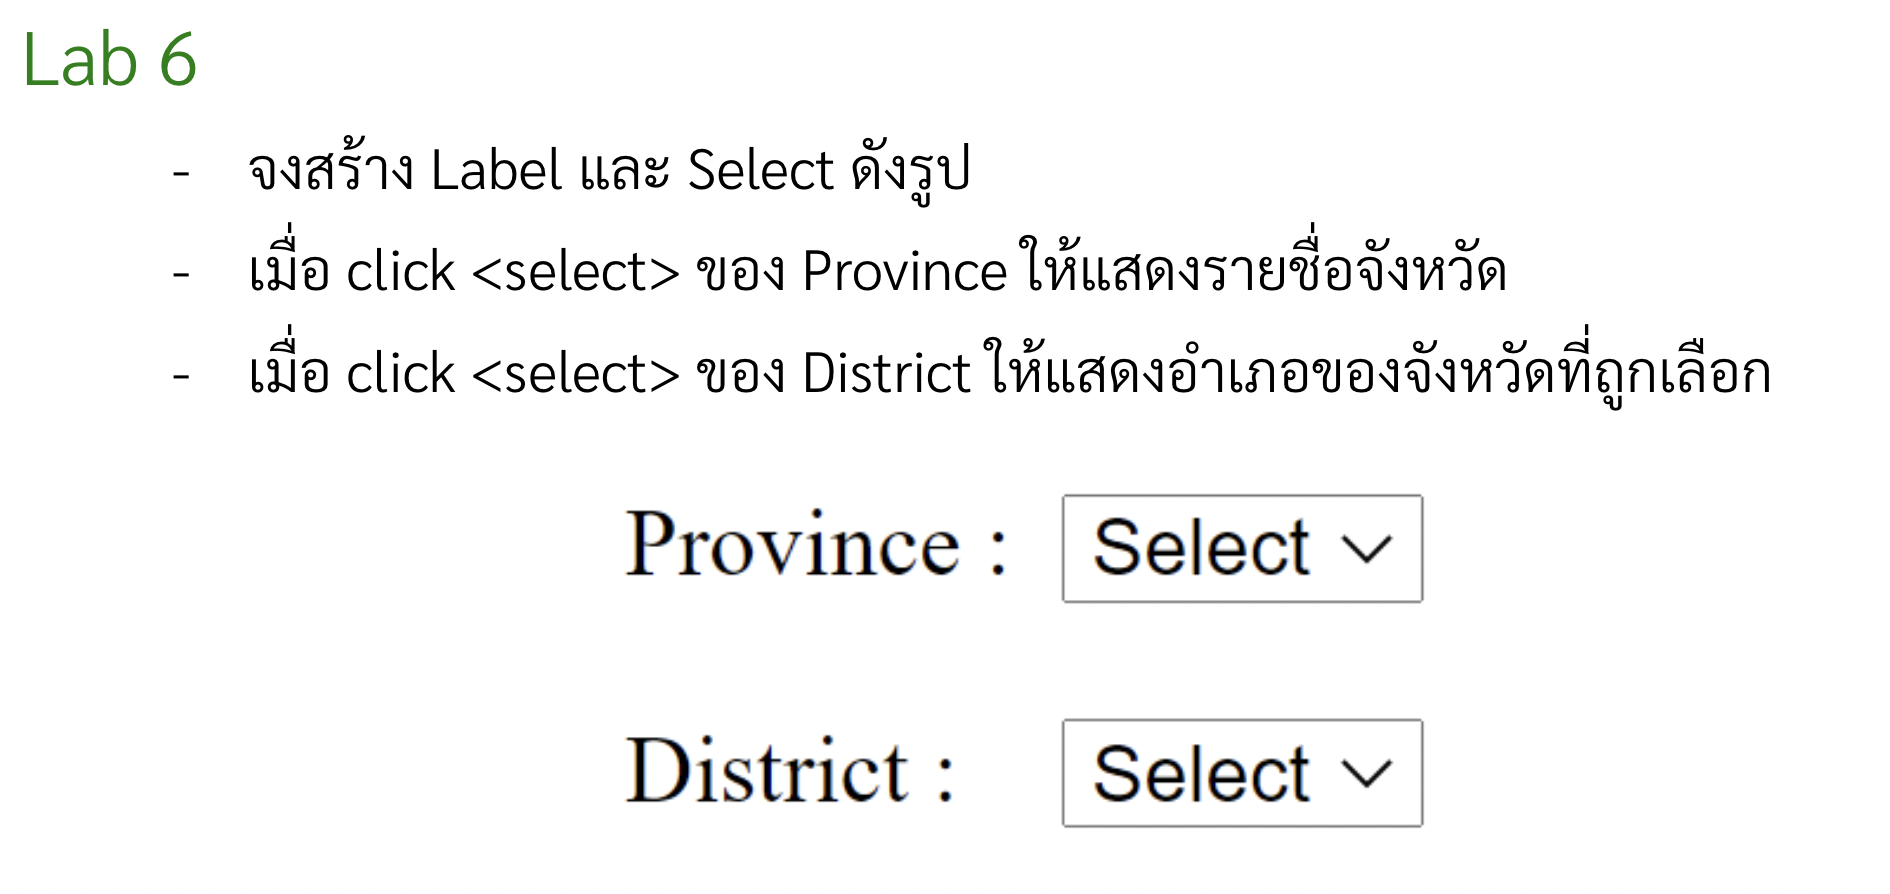 Lab 6
- จงสร้าง Label และ Select ดังรูป
- เมื่อ click <select> ของ Province ให้แสดงรายชื่อจังหวัด
- เมื่อ click <select> ของ District ให้แสดงอำเภอของจังหวัดที่ถูกเลือก
Province : Select
District : Select